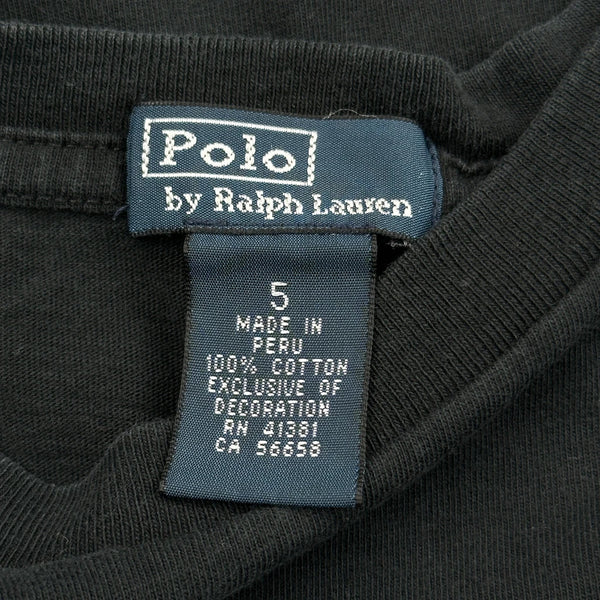 Polo
by Ralph Lauren
5
MADE IN
PERU
100% COTTON
EXCLUSIVE OF
DECORATION
RN 41381
CA 56658